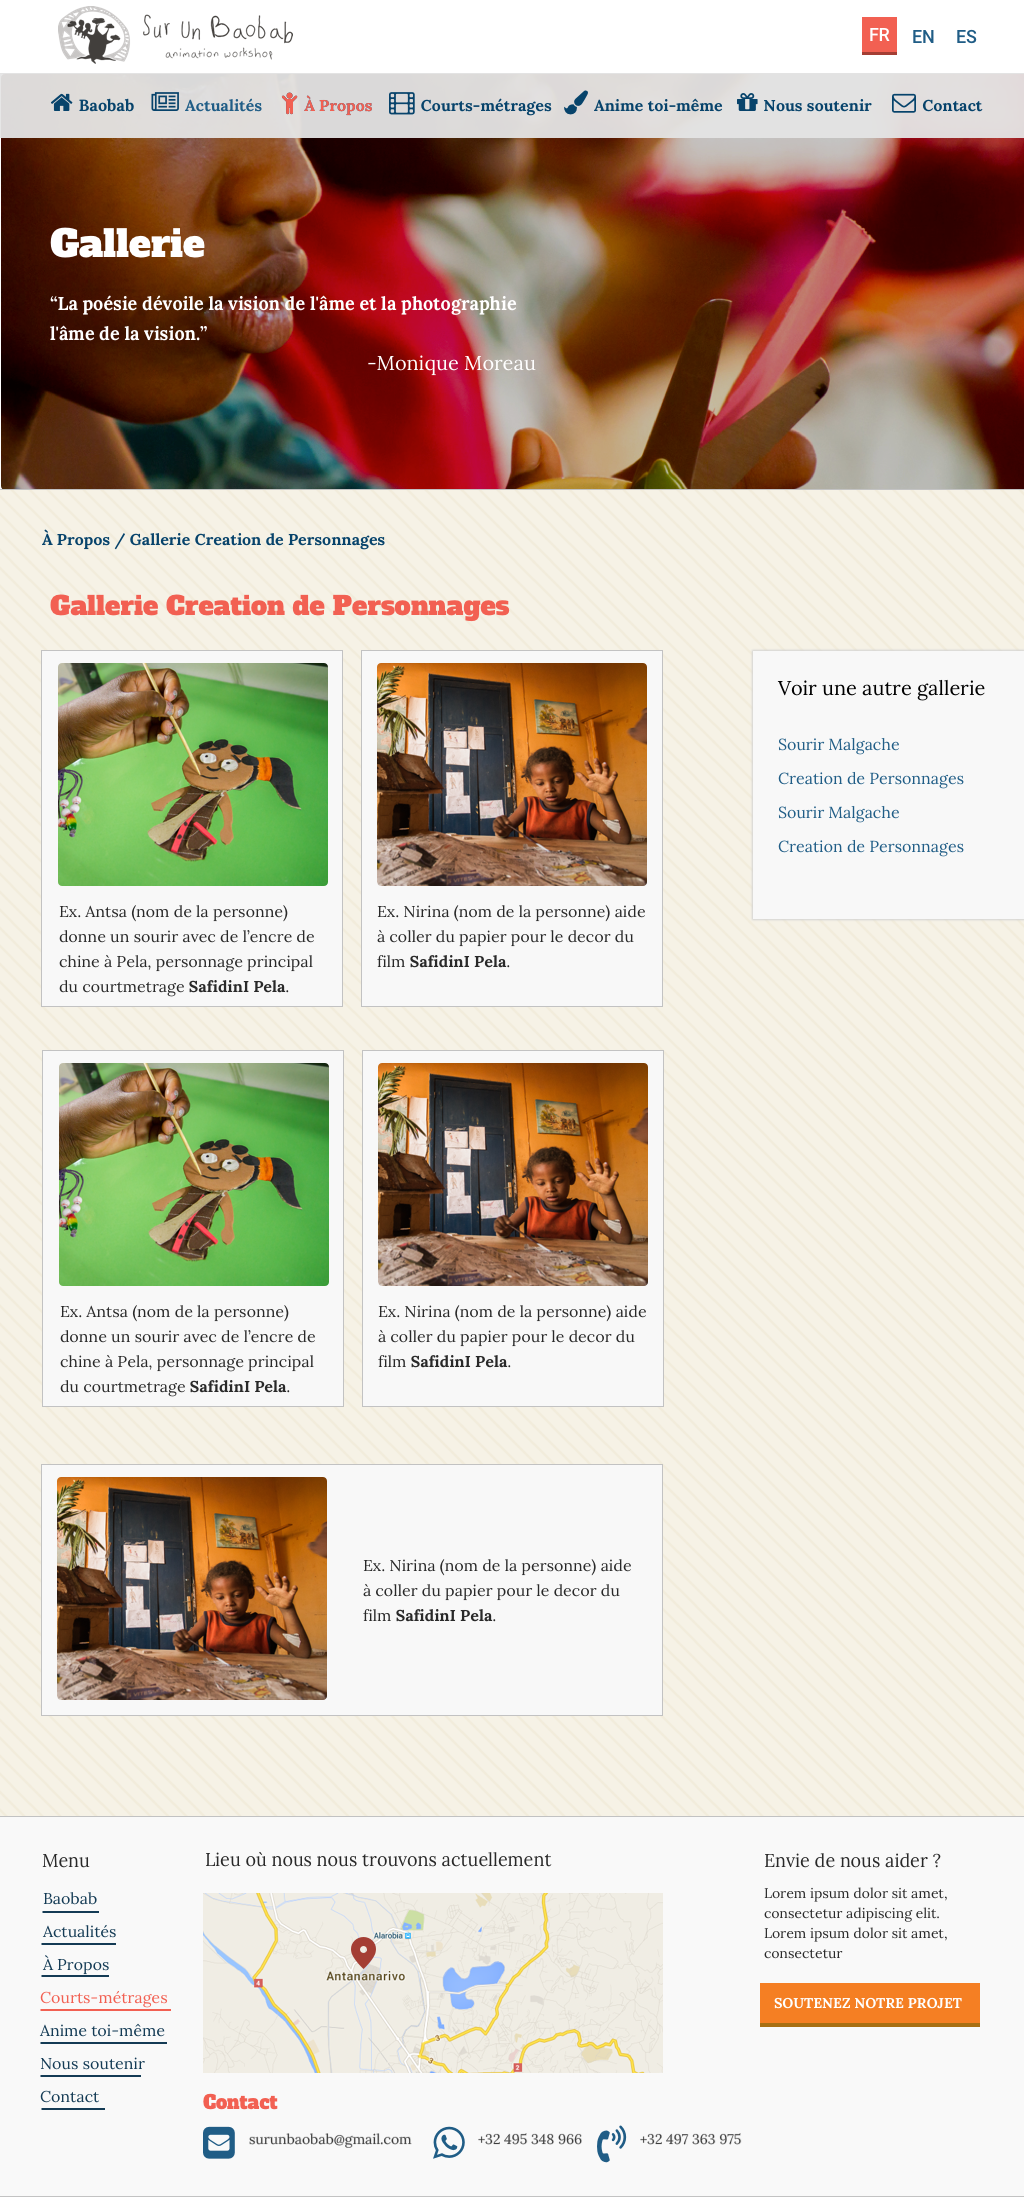 Sur Un Baobab
animation workshop
FR EN ES
Baobab Actualités À Propos Courts-métrages Anime toi-même Nous soutenir Contact
Gallerie
“La poésie dévoile la vision de l'âme et la photographie
l'âme de la vision.”
-Monique Moreau
À Propos / Gallerie Creation de Personnages
Gallerie Creation de Personnages
Ex. Antsa (nom de la personne)
donne un sourir avec de l’encre de
chine à Pela, personnage principal
du courtmetrage SafidinI Pela.
Ex. Nirina (nom de la personne) aide
à coller du papier pour le decor du
film SafidinI Pela.
Voir une autre gallerie
Sourir Malgache
Creation de Personnages
Sourir Malgache
Creation de Personnages
Ex. Antsa (nom de la personne)
donne un sourir avec de l’encre de
chine à Pela, personnage principal
du courtmetrage SafidinI Pela.
Ex. Nirina (nom de la personne) aide
à coller du papier pour le decor du
film SafidinI Pela.
Ex. Nirina (nom de la personne) aide
à coller du papier pour le decor du
film SafidinI Pela.
Menu
Baobab
Actualités
À Propos
Courts-métrages
Anime toi-même
Nous soutenir
Contact
Lieu où nous nous trouvons actuellement
Alarobia
Antananarivo
4
3
3
2
Contact
surunbaobab@gmail.com +32 495 348 966 +32 497 363 975
Envie de nous aider ?
Lorem ipsum dolor sit amet,
consectetur adipiscing elit.
Lorem ipsum dolor sit amet,
consectetur
SOUTENEZ NOTRE PROJET